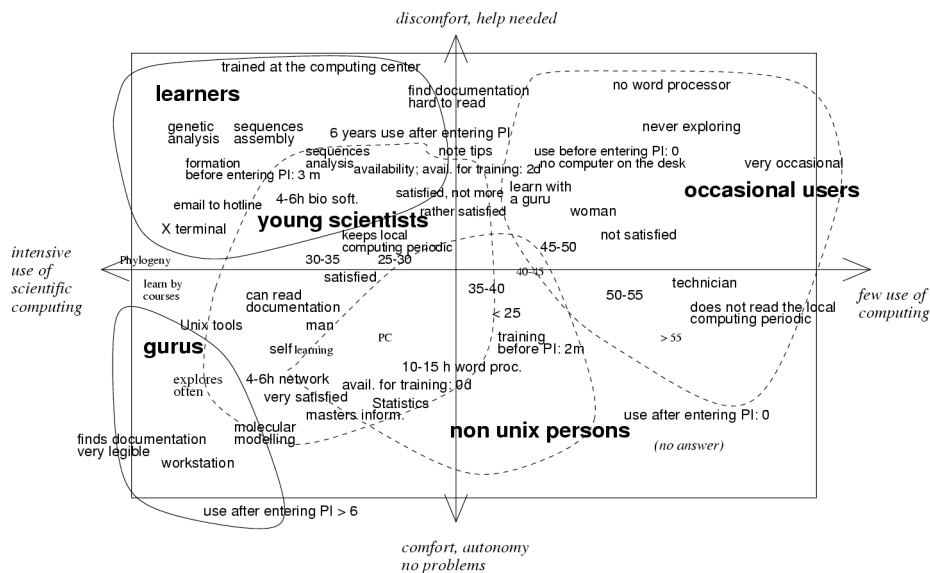 discomfort, help needed
trained at the computing center
learners
find documentation
hard to read
no word processor
genetic
analysis
sequences
assembly
6 years use after entering PI
never exploring
sequences
analysis
note tips
use before entering PI: 0
no computer on the desk
formation
before entering PI: 3 m
availability; avail. for training: 2d
very occasional
4-6h bio soft.
satisfied, not more
learn with
a guru
occasional users
email to hotline
young scientists
rather satisfied
woman
X terminal
keeps local
computing periodic
not satisfied
45-50
intensive
use of
scientific
computing
Phylogeny
30-35
25-30
40-45
satisfied
learn by
courses
35-40
technician
few use of
computing
can read
documentation
50-55
does not read the local
computing periodic
< 25
Unix tools
man
gurus
self learning
PC
training
before PI: 2m
> 55
10-15 h word proc.
explores
often
4-6h network
avail. for training: 0d
very satisfied
Statistics
masters inform.
use after entering PI: 0
molecular
modelling
non unix persons
finds documentation
very legible
(no answer)
workstation
use after entering PI > 6
comfort, autonomy
no problems